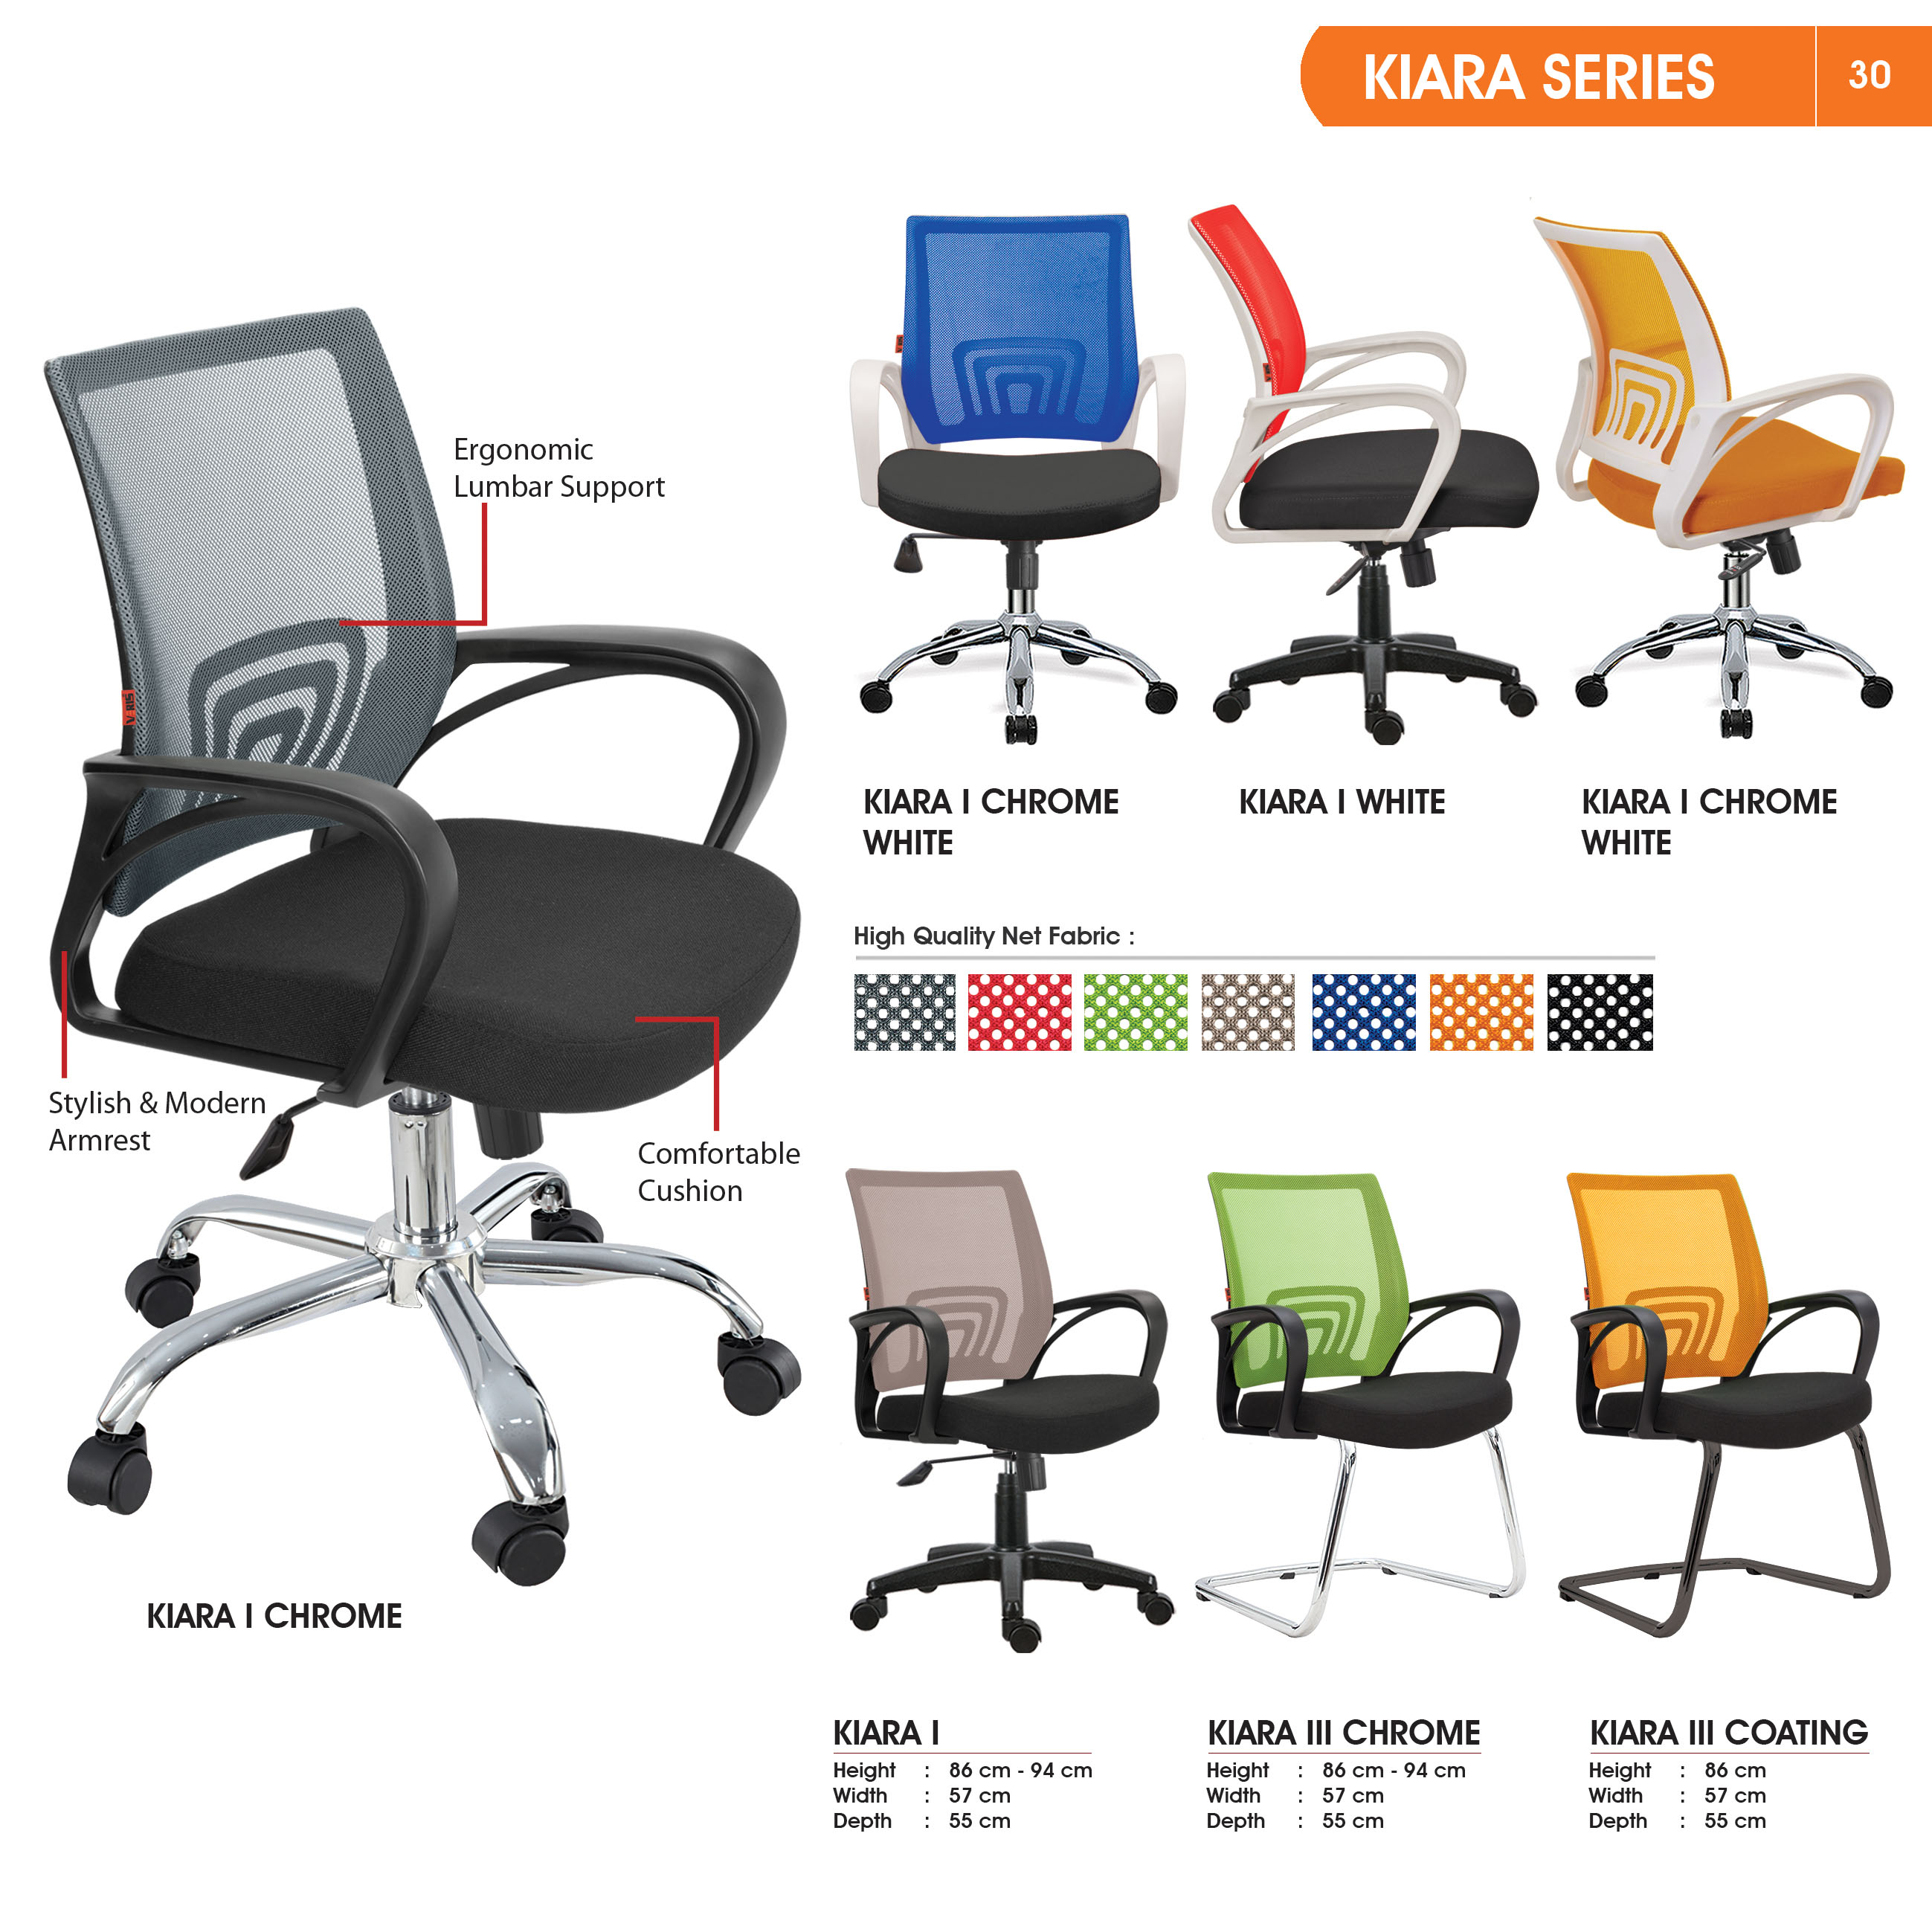 KIARA SERIES
30
Ergonomic
Lumbar Support
Stylish & Modern
Armrest
Comfortable
Cushion
KIARA I CHROME
KIARA I CHROME
WHITE
KIARA I WHITE
KIARA I CHROME
WHITE
High Quality Net Fabric :
KIARA I
Height : 86 cm - 94 cm
Width : 57 cm
Depth : 55 cm
KIARA III CHROME
Height : 86 cm - 94 cm
Width : 57 cm
Depth : 55 cm
KIARA III COATING
Height : 86 cm
Width : 57 cm
Depth : 55 cm